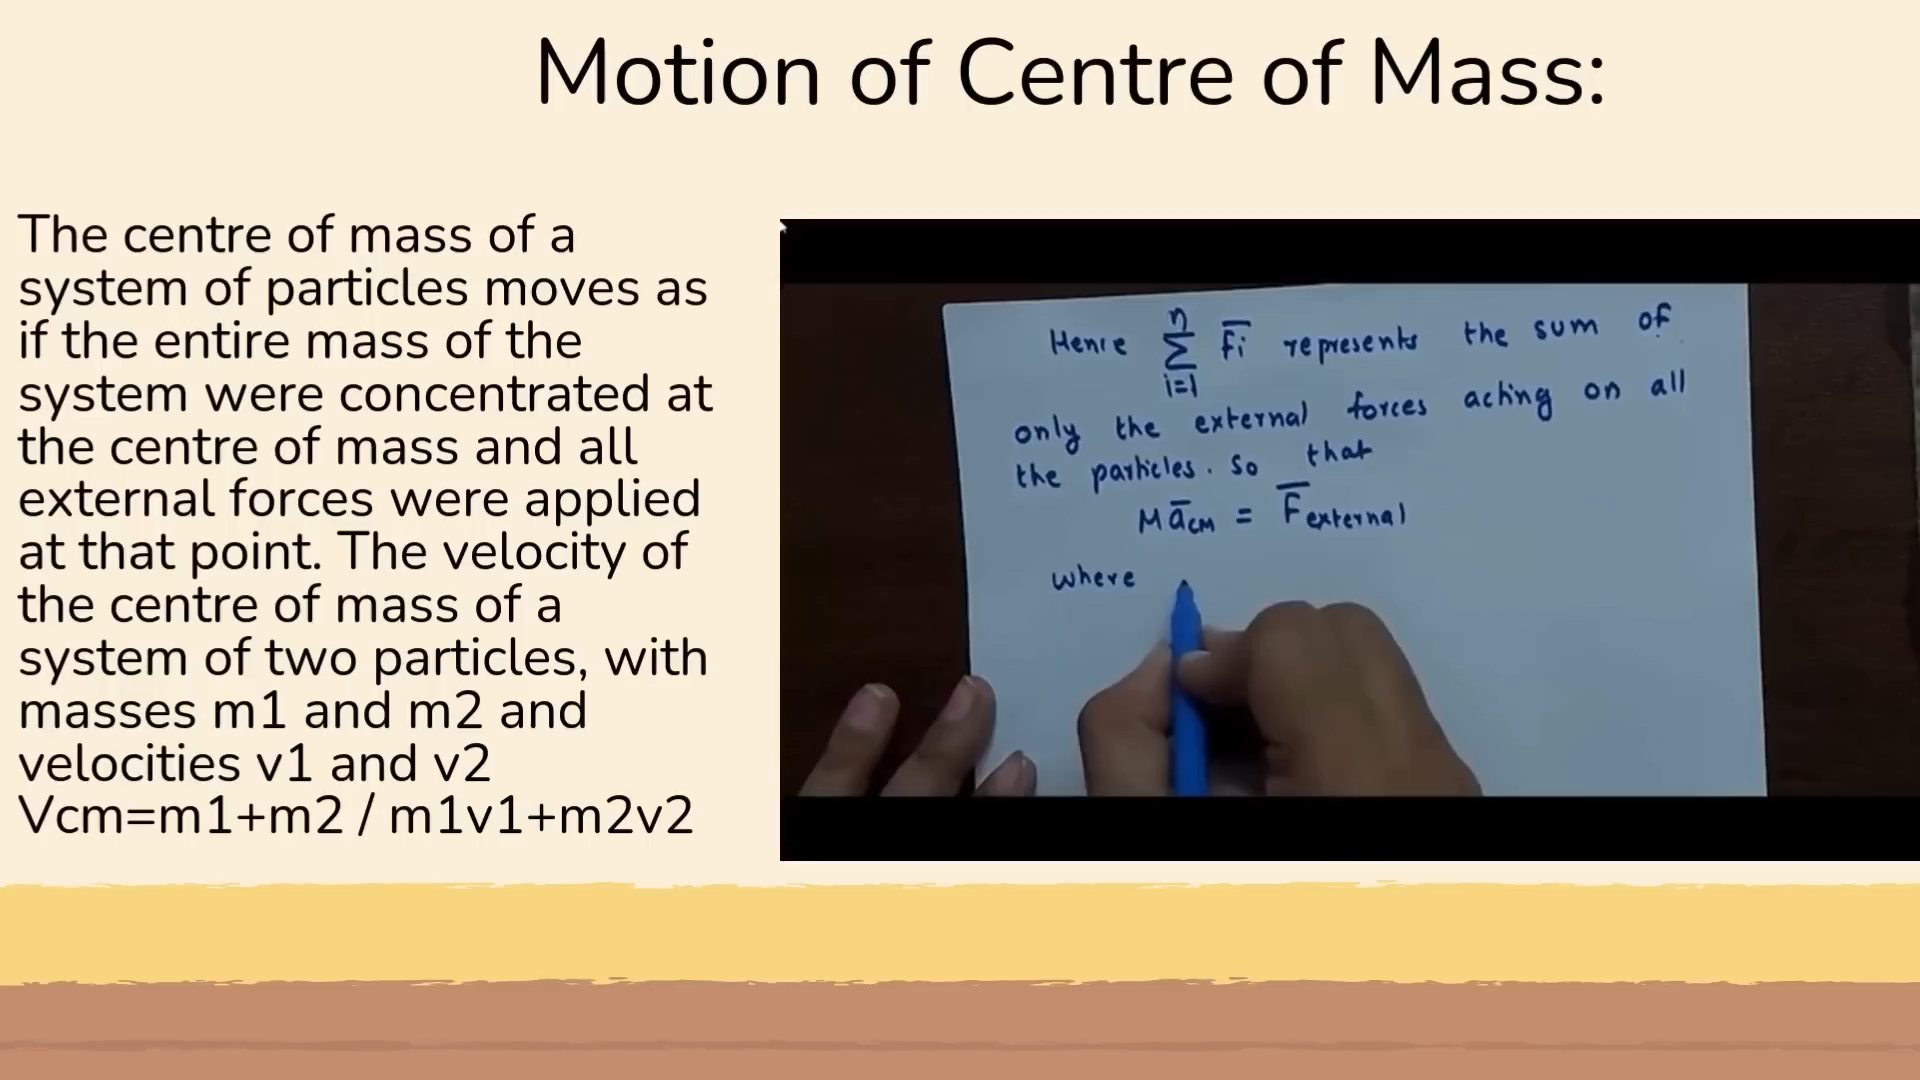 Motion of Centre of Mass:
The centre of mass of a
system of particles moves as
if the entire mass of the
system were concentrated at
the centre of mass and all
external forces were applied
at that point. The velocity of
the centre of mass of a
system of two particles, with
masses m1 and m2 and
velocities v1 and v2
Vcm=m1+m2 / m1v1+m2v2
Hence n∑i=1 F̅i represents the sum of
only the external forces acting on all
the particles. So that
M a̅CM = F̅external
where